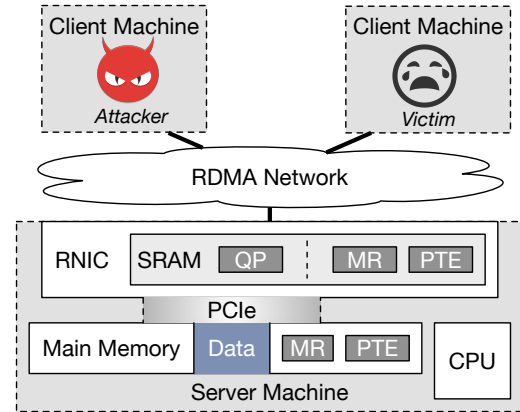 Client Machine
Attacker
Client Machine
Victim
RDMA Network
RNIC SRAM QP MR PTE
PCIe
Main Memory Data MR PTE CPU
Server Machine